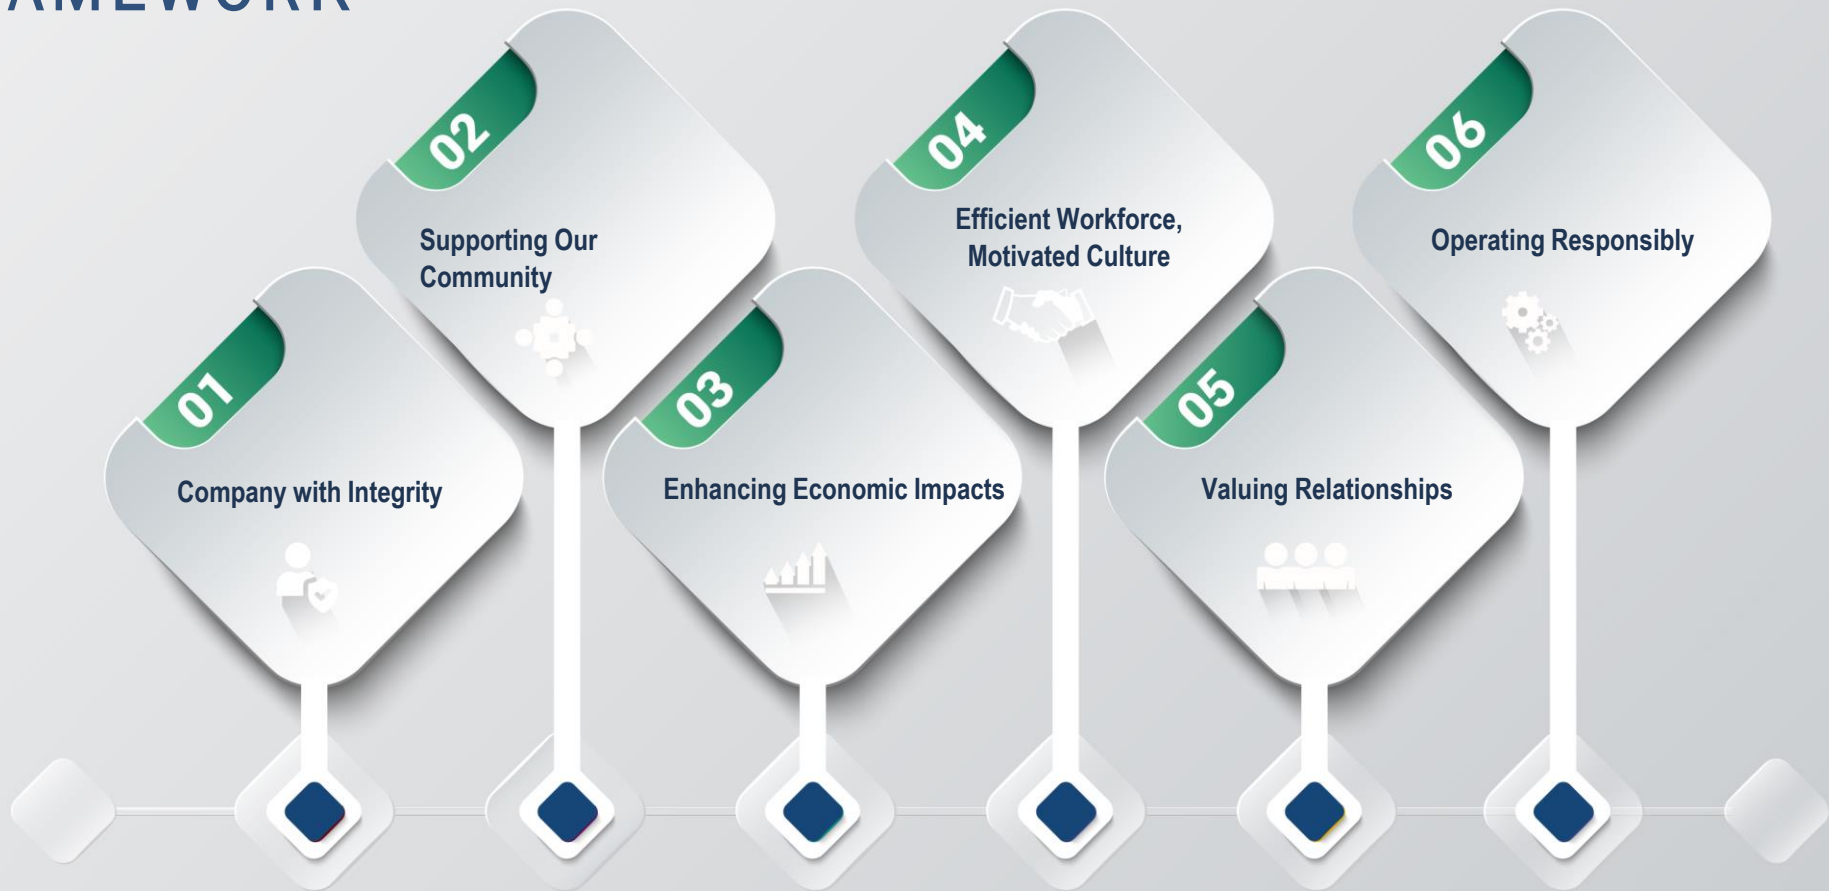 AMEWORK
02
Supporting Our
Community
04
Efficient Workforce,
Motivated Culture
06
Operating Responsibly
01
Company with Integrity
03
Enhancing Economic Impacts
05
Valuing Relationships